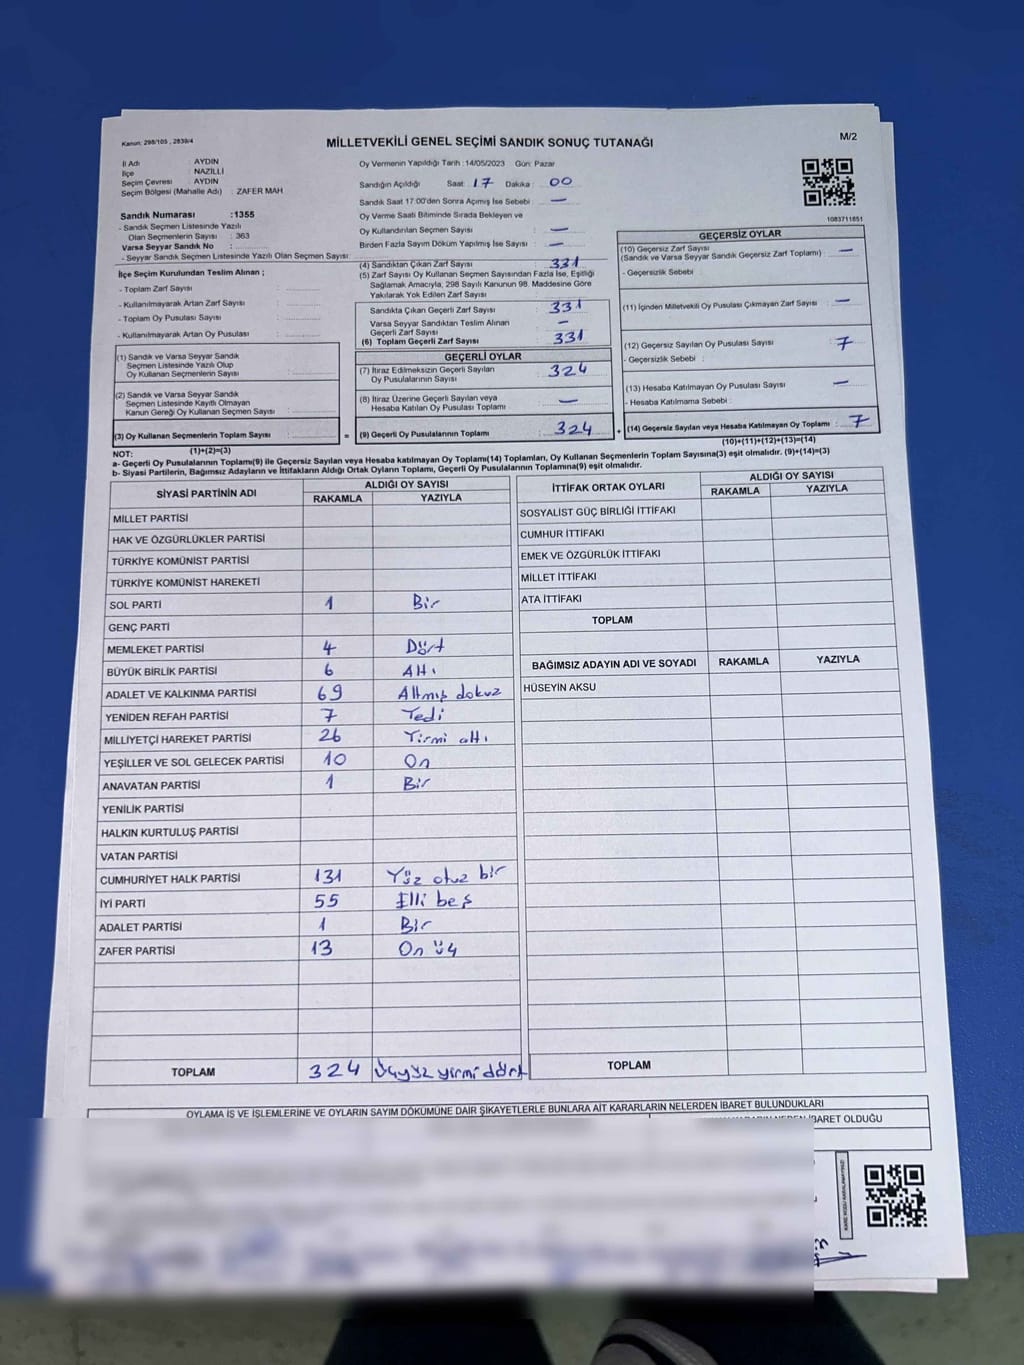 Kanun: 298/105 , 2839/4
MİLLETVEKİLİ GENEL SEÇİMİ SANDIK SONUÇ TUTANAĞI
M/2
İl Adı : AYDIN
İlçe : NAZİLLİ
Seçim Çevresi : AYDIN
Seçim Bölgesi (Mahalle Adı) : ZAFER MAH
Sandık Numarası :1355
- Sandık Seçmen Listesinde Yazılı
Olan Seçmenlerin Sayısı : 363
Varsa Seyyar Sandık No :
- Seyyar Sandık Seçmen Listesinde Yazılı Olan Seçmen Sayısı :
İlçe Seçim Kurulundan Teslim Alınan ;
- Toplam Zarf Sayısı :
- Kullanılmayarak Artan Zarf Sayısı :
- Toplam Oy Pusulası Sayısı :
- Kullanılmayarak Artan Oy Pusulası :
(1) Sandık ve Varsa Seyyar Sandık
Seçmen Listesinde Yazılı Olup
Oy Kullanan Seçmenlerin Sayısı :
(2) Sandık ve Varsa Seyyar Sandık
Seçmen Listesinde Kayıtlı Olmayan
Kanun Gereği Oy Kullanan Seçmen Sayısı :
(3) Oy Kullanan Seçmenlerin Toplam Sayısı :
(1)+(2)=(3)
Oy Vermenin Yapıldığı Tarih :14/05/2023 Gün: Pazar
Sandığın Açıldığı Saat: 17 Dakika : 00
Sandık Saat 17.00'den Sonra Açımış İse Sebebi : —
Oy Verme Saati Bitiminde Sırada Bekleyen ve
Oy Kullandırılan Seçmen Sayısı : —
Birden Fazla Sayım Döküm Yapılmış İse Sayısı : —
(4) Sandıktan Çıkan Zarf Sayısı : 331
(5) Zarf Sayısı Oy Kullanan Seçmen Sayısından Fazla İse, Eşitliği
Sağlamak Amacıyla, 298 Sayılı Kanunun 98. Maddesine Göre
Yakılarak Yok Edilen Zarf Sayısı :
Sandıkta Çıkan Geçerli Zarf Sayısı : 331
Varsa Seyyar Sandıktan Teslim Alınan
Geçerli Zarf Sayısı : —
(6) Toplam Geçerli Zarf Sayısı : 331
GEÇERLİ OYLAR
(7) İtiraz Edilmeksizin Geçerli Sayılan
Oy Pusulalarının Sayısı : 324
(8) İtiraz Üzerine Geçerli Sayılan veya
Hesaba Katılan Oy Pusulası Toplamı : —
= (9) Geçerli Oy Pusulalarının Toplamı : 324
1083711651
GEÇERSİZ OYLAR
(10) Geçersiz Zarf Sayısı
(Sandık ve Varsa Seyyar Sandık Geçersiz Zarf Toplamı) : —
- Geçersizlik Sebebi :
(11) İçinden Milletvekili Oy Pusulası Çıkmayan Zarf Sayısı : —
(12) Geçersiz Sayılan Oy Pusulası Sayısı : 7
- Geçersizlik Sebebi :
(13) Hesaba Katılmayan Oy Pusulası Sayısı : —
- Hesaba Katılmama Sebebi :
+ (14) Geçersiz Sayılan veya Hesaba Katılmayan Oy Toplamı : 7
(10)+(11)+(12)+(13)=(14)
NOT:
a- Geçerli Oy Pusulalarının Toplamı(9) ile Geçersiz Sayılan veya Hesaba katılmayan Oy Toplamı(14) Toplamları, Oy Kullanan Seçmenlerin Toplam Sayısına(3) eşit olmalıdır. (9)+(14)=(3)
b- Siyasi Partilerin, Bağımsız Adayların ve İttifakların Aldığı Ortak Oyların Toplamı, Geçerli Oy Pusulalarının Toplamına(9) eşit olmalıdır.
SİYASİ PARTİNİN ADI ALDIĞI OY SAYISI
RAKAMLA YAZIYLA
MİLLET PARTİSİ
HAK VE ÖZGÜRLÜKLER PARTİSİ
TÜRKİYE KOMÜNİST PARTİSİ
TÜRKİYE KOMÜNİST HAREKETİ
SOL PARTİ 1 Bir
GENÇ PARTİ
MEMLEKET PARTİSİ 4 Dört
BÜYÜK BİRLİK PARTİSİ 6 Altı
ADALET VE KALKINMA PARTİSİ 69 Altmış dokuz
YENİDEN REFAH PARTİSİ 7 Yedi
MİLLİYETÇİ HAREKET PARTİSİ 26 Yirmi altı
YEŞİLLER VE SOL GELECEK PARTİSİ 10 On
ANAVATAN PARTİSİ 1 Bir
YENİLİK PARTİSİ
HALKIN KURTULUŞ PARTİSİ
VATAN PARTİSİ
CUMHURİYET HALK PARTİSİ 131 Yüz otuz bir
İYİ PARTİ 55 Elli beş
ADALET PARTİSİ 1 Bir
ZAFER PARTİSİ 13 On üç
TOPLAM 324 Üçyüz yirmi dört
İTTİFAK ORTAK OYLARI ALDIĞI OY SAYISI
RAKAMLA YAZIYLA
SOSYALİST GÜÇ BİRLİĞİ İTTİFAKI
CUMHUR İTTİFAKI
EMEK VE ÖZGÜRLÜK İTTİFAKI
MİLLET İTTİFAKI
ATA İTTİFAKI
TOPLAM
BAĞIMSIZ ADAYIN ADI VE SOYADI RAKAMLA YAZIYLA
HÜSEYİN AKSU
TOPLAM
OYLAMA İŞ VE İŞLEMLERİNE VE OYLARIN SAYIM DÖKÜMÜNE DAİR ŞİKAYETLERLE BUNLARA AİT KARARLARIN NELERDEN İBARET BULUNDUKLARI
İBARET OLDUĞU